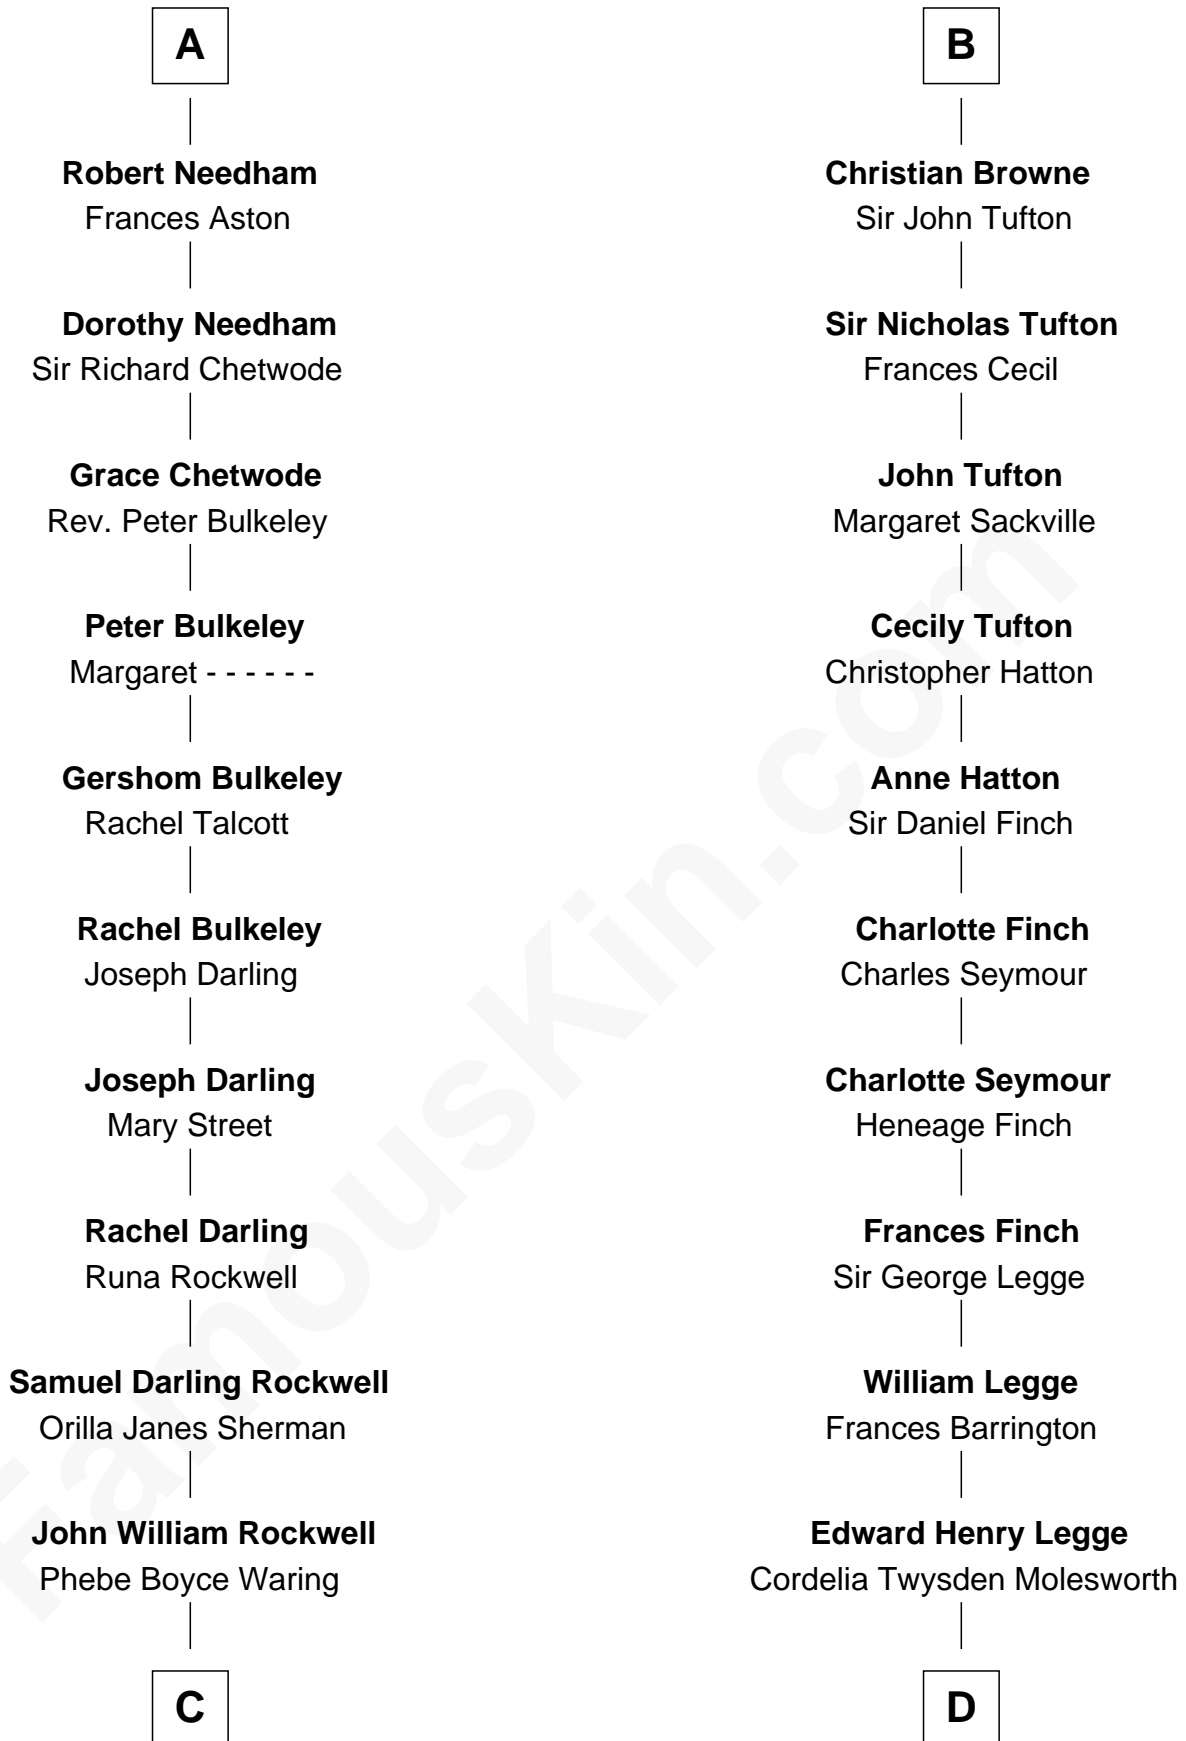 A
Robert Needham
Frances Aston
Dorothy Needham
Sir Richard Chetwode
Grace Chetwode
Rev. Peter Bulkeley
Peter Bulkeley
Margaret - - - - - -
Gershom Bulkeley
Rachel Talcott
Rachel Bulkeley
Joseph Darling
Joseph Darling
Mary Street
Rachel Darling
Runa Rockwell
Samuel Darling Rockwell
Orilla Janes Sherman
John William Rockwell
Phebe Boyce Waring
C
B
Christian Browne
Sir John Tufton
Sir Nicholas Tufton
Frances Cecil
John Tufton
Margaret Sackville
Cecily Tufton
Christopher Hatton
Anne Hatton
Sir Daniel Finch
Charlotte Finch
Charles Seymour
Charlotte Seymour
Heneage Finch
Frances Finch
Sir George Legge
William Legge
Frances Barrington
Edward Henry Legge
Cordelia Twysden Molesworth
D
FamousKin.com